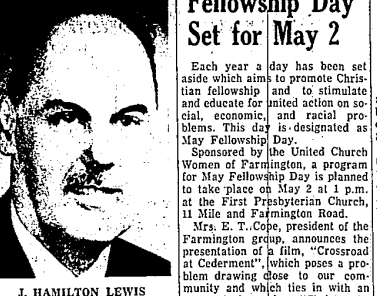 J. HAMILTON LEWIS
Fellowship Day
Set for May 2
Each year a day has been set
aside which aims to promote Chris-
tian fellowship and to stimulate
and educate for united action on so-
cial, economic, and racial pro-
blems. This day is designated as
May Fellowship Day.
Sponsored by the United Church
Women of Farmington, a program
for May Fellowship Day is planned
to take place on May 2 at 1 p.m.
at the First Presbyterian Church,
11 Mile and Farmington Road.
Mrs. E. T. Cope, president of the
Farmington group, announces the
presentation of a film, "Crossroad
at Cederment", which poses a pro-
blem drawing close to our com-
munity and which ties in with an